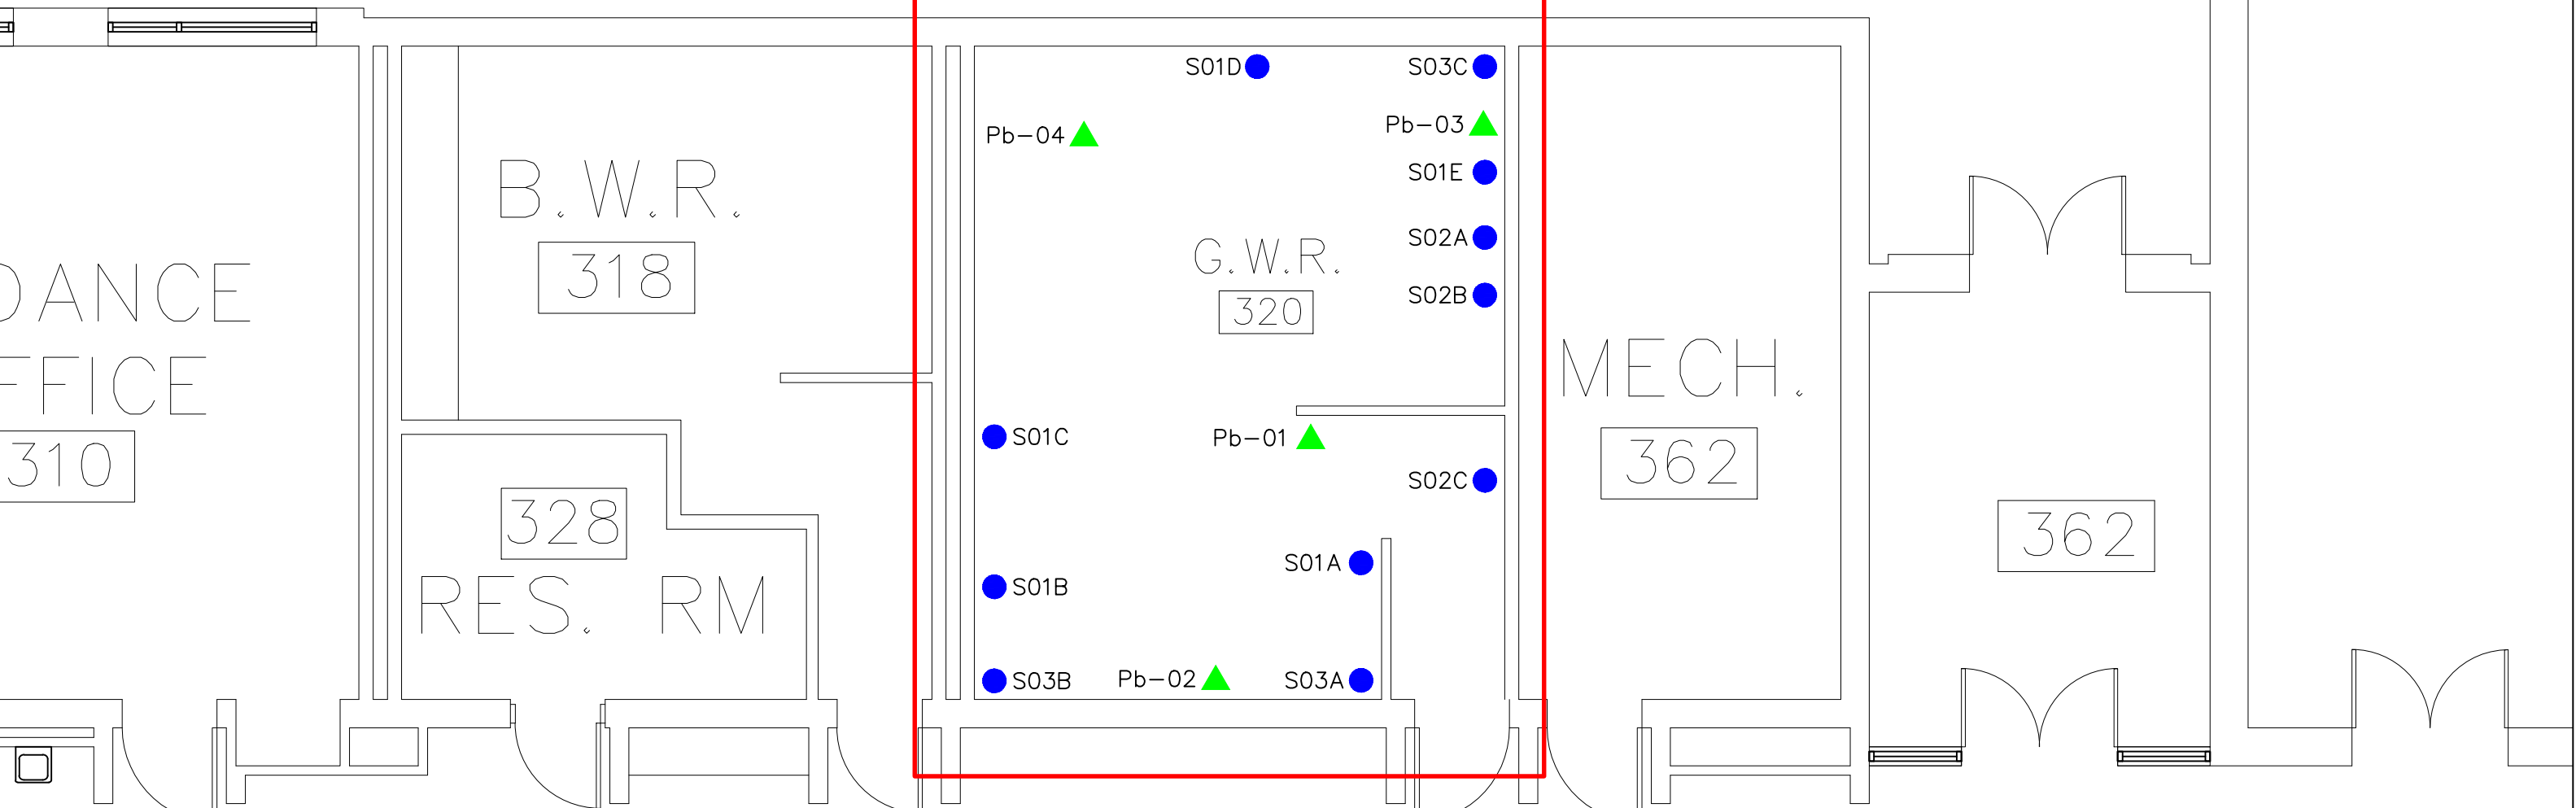 DANCE
FFICE
310
B.W.R.
318
328
RES. RM
S01D
S03C
Pb-04
Pb-03
S01E
S02A
G.W.R.
320
S02B
S01C
Pb-01
S02C
S01A
S01B
S03B
Pb-02
S03A
MECH.
362
362